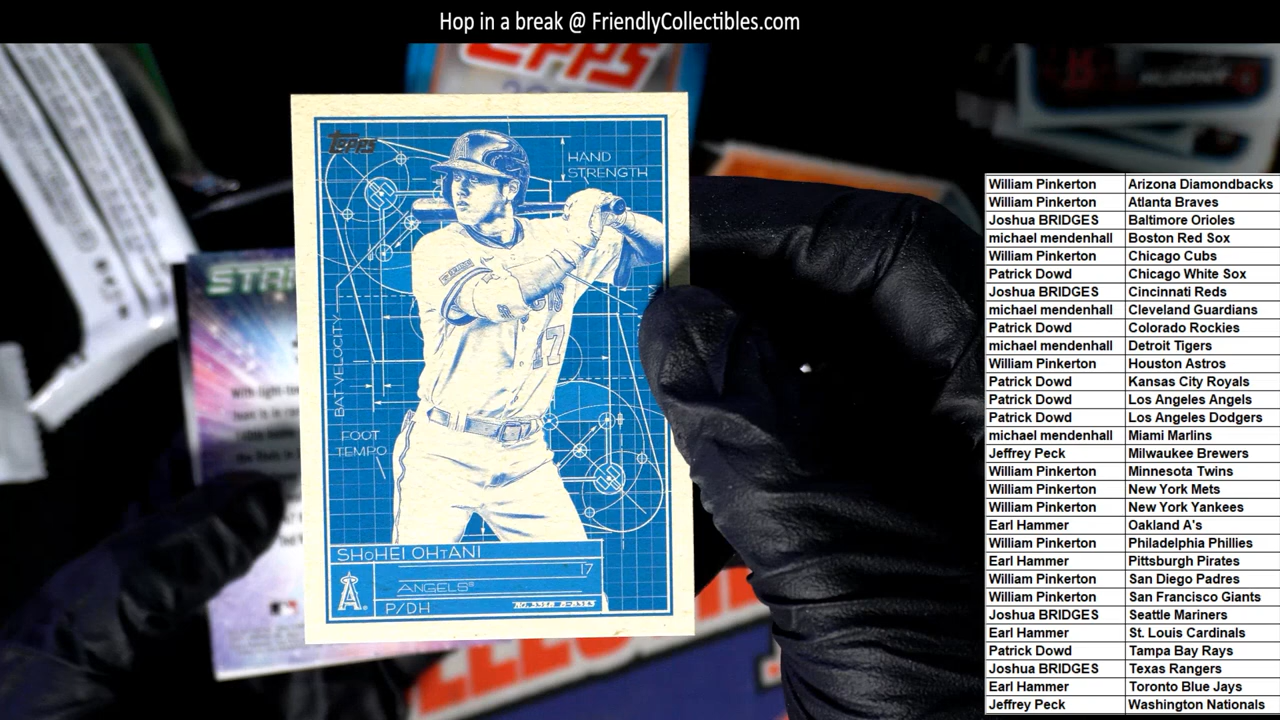 Hop in a break @ FriendlyCollectibles.com
Topps
HAND
STRENGTH
BAT VELOCITY
FOOT
TEMPO
SHOHEI OHTANI
17
ANGELS
P/DH
17
A
William Pinkerton Arizona Diamondbacks
William Pinkerton Atlanta Braves
Joshua BRIDGES Baltimore Orioles
michael mendenhall Boston Red Sox
William Pinkerton Chicago Cubs
Patrick Dowd Chicago White Sox
Joshua BRIDGES Cincinnati Reds
michael mendenhall Cleveland Guardians
Patrick Dowd Colorado Rockies
michael mendenhall Detroit Tigers
William Pinkerton Houston Astros
Patrick Dowd Kansas City Royals
Patrick Dowd Los Angeles Angels
Patrick Dowd Los Angeles Dodgers
michael mendenhall Miami Marlins
Jeffrey Peck Milwaukee Brewers
William Pinkerton Minnesota Twins
William Pinkerton New York Mets
William Pinkerton New York Yankees
Earl Hammer Oakland A's
William Pinkerton Philadelphia Phillies
Earl Hammer Pittsburgh Pirates
William Pinkerton San Diego Padres
William Pinkerton San Francisco Giants
Joshua BRIDGES Seattle Mariners
Earl Hammer St. Louis Cardinals
Patrick Dowd Tampa Bay Rays
Joshua BRIDGES Texas Rangers
Earl Hammer Toronto Blue Jays
Jeffrey Peck Washington Nationals